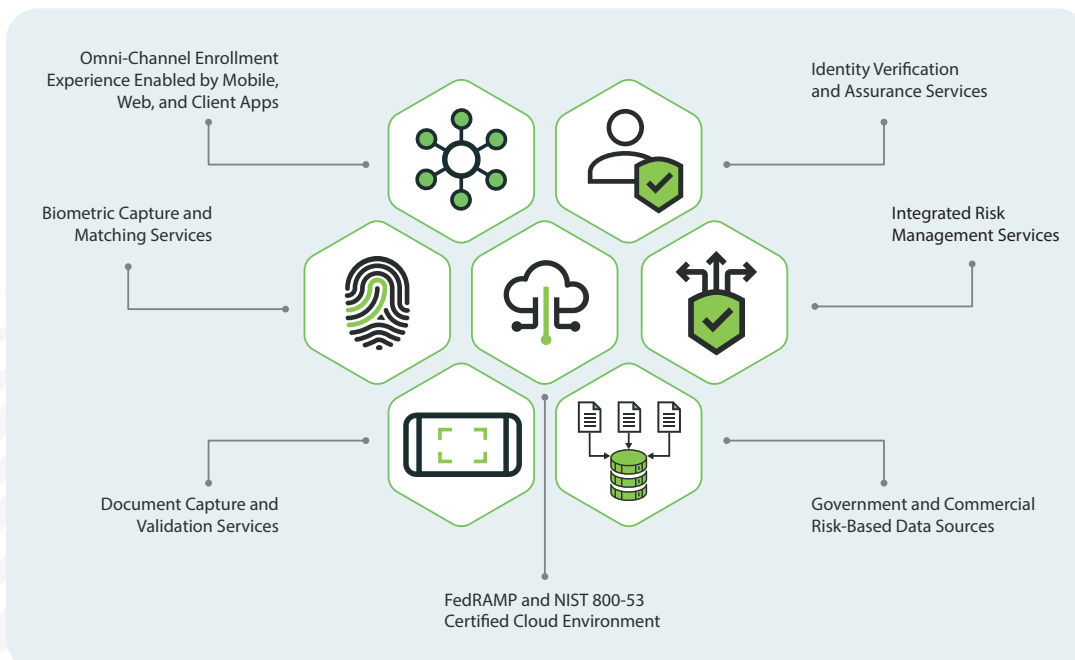 Omni-Channel Enrollment
Experience Enabled by Mobile,
Web, and Client Apps
Identity Verification
and Assurance Services
Biometric Capture and
Matching Services
Integrated Risk
Management Services
Document Capture and
Validation Services
Government and Commercial
Risk-Based Data Sources
FedRAMP and NIST 800-53
Certified Cloud Environment